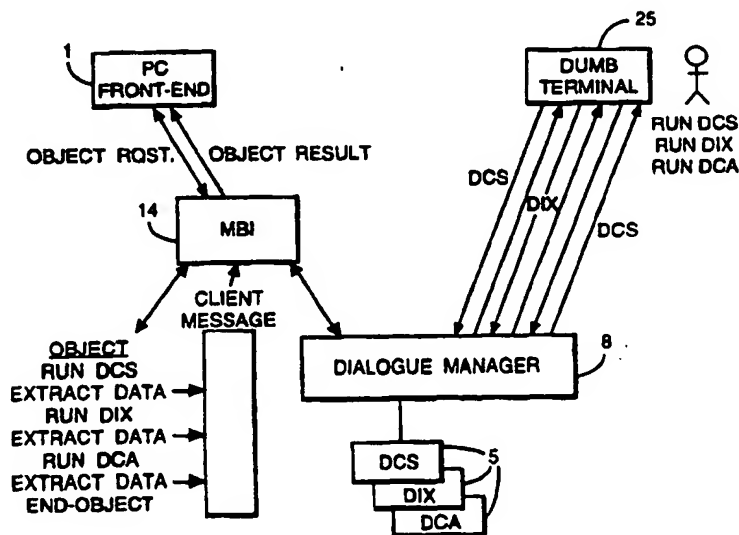 1
PC
FRONT-END
25
DUMB
TERMINAL
RUN DCS
RUN DIX
RUN DCA
OBJECT RQST.
OBJECT RESULT
DCS
DIX
DCS
14
MBI
CLIENT
MESSAGE
OBJECT
RUN DCS
EXTRACT DATA
RUN DIX
EXTRACT DATA
RUN DCA
EXTRACT DATA
END-OBJECT
DIALOGUE MANAGER
8
DCS
5
DIX
DCA